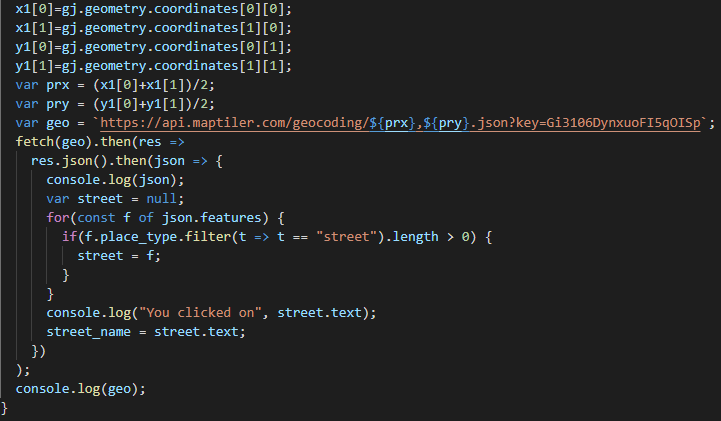 x1[0]=gj.geometry.coordinates[0][0];
x1[1]=gj.geometry.coordinates[1][0];
y1[0]=gj.geometry.coordinates[0][1];
y1[1]=gj.geometry.coordinates[1][1];
var prx = (x1[0]+x1[1])/2;
var pry = (y1[0]+y1[1])/2;
var geo = `https://api.maptiler.com/geocoding/${prx},${pry}.json?key=Gi3106DynxuoFI5qOISp`;
fetch(geo).then(res =>
res.json().then(json => {
console.log(json);
var street = null;
for(const f of json.features) {
if(f.place_type.filter(t => t == "street").length > 0) {
street = f;
}
}
console.log("You clicked on", street.text);
street_name = street.text;
})
);
console.log(geo);
}